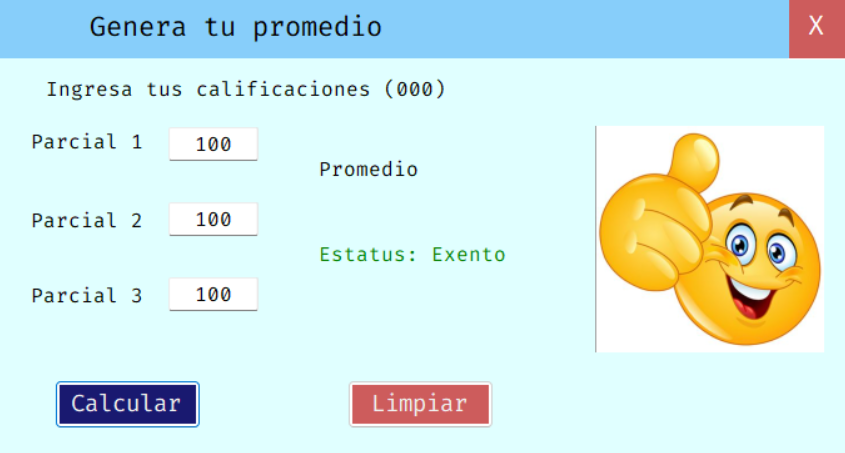 Genera tu promedio
X
Ingresa tus calificaciones (000)
Parcial 1 100
Promedio
Parcial 2 100
Estatus: Exento
Parcial 3 100
Calcular Limpiar